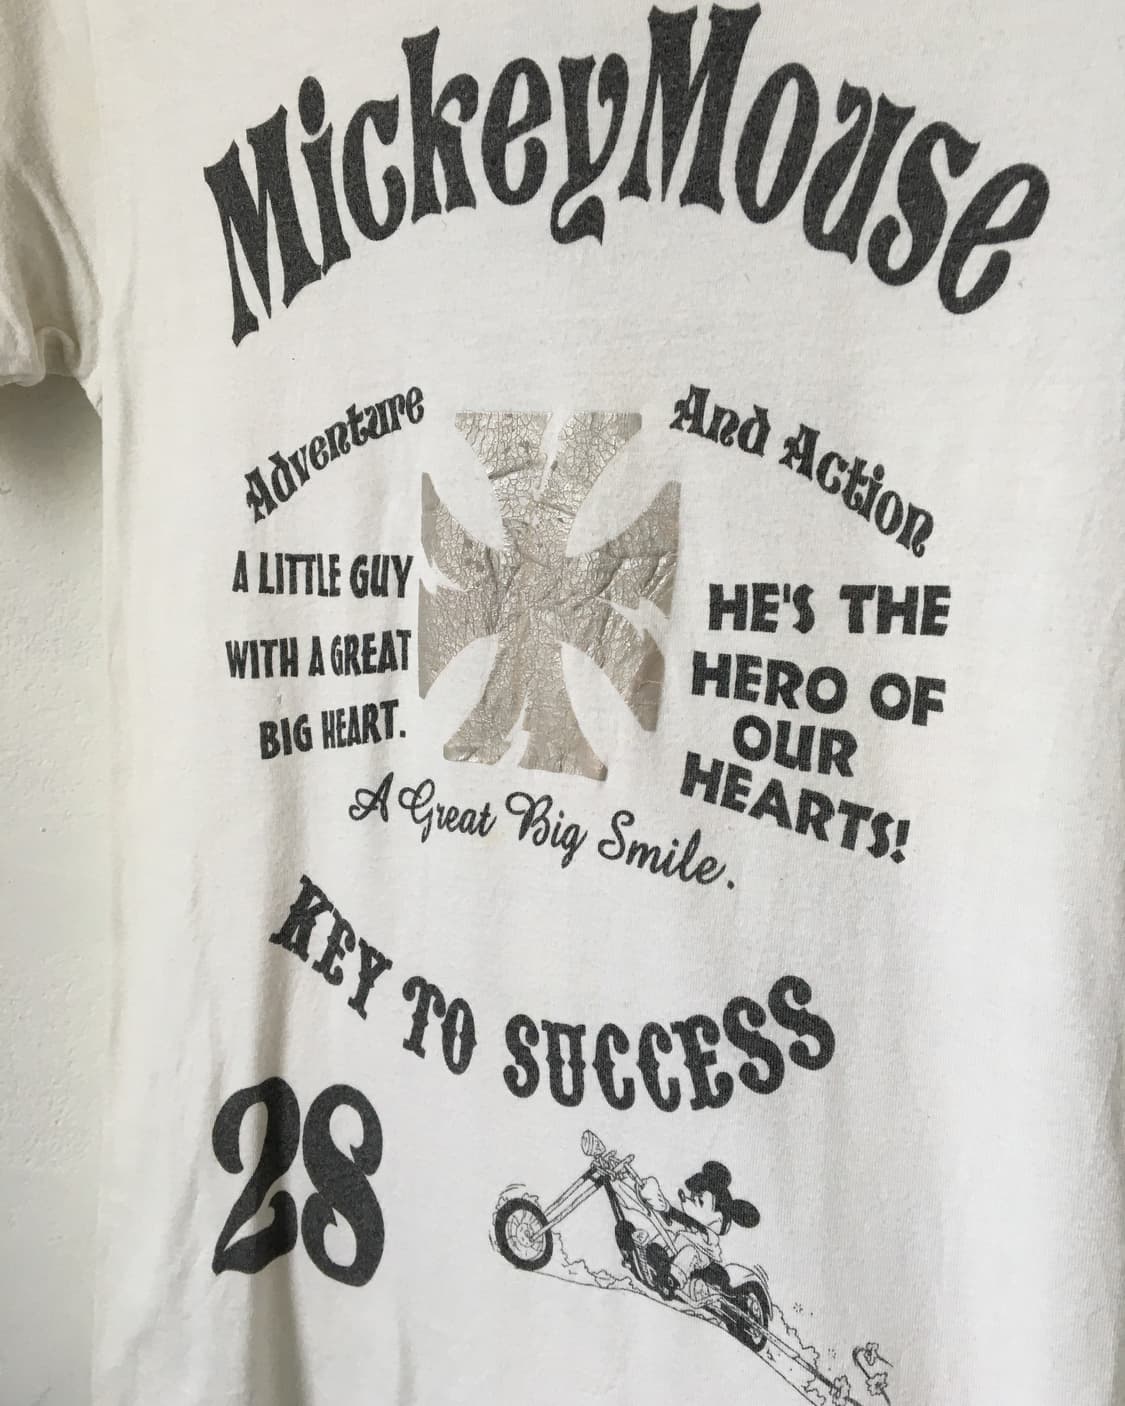 MickeyMouse
Adventure
And Action
A LITTLE GUY
WITH A GREAT
BIG HEART.
HE'S THE
HERO OF
OUR
HEARTS!
A Great Big Smile.
KEY TO SUCCESS
28